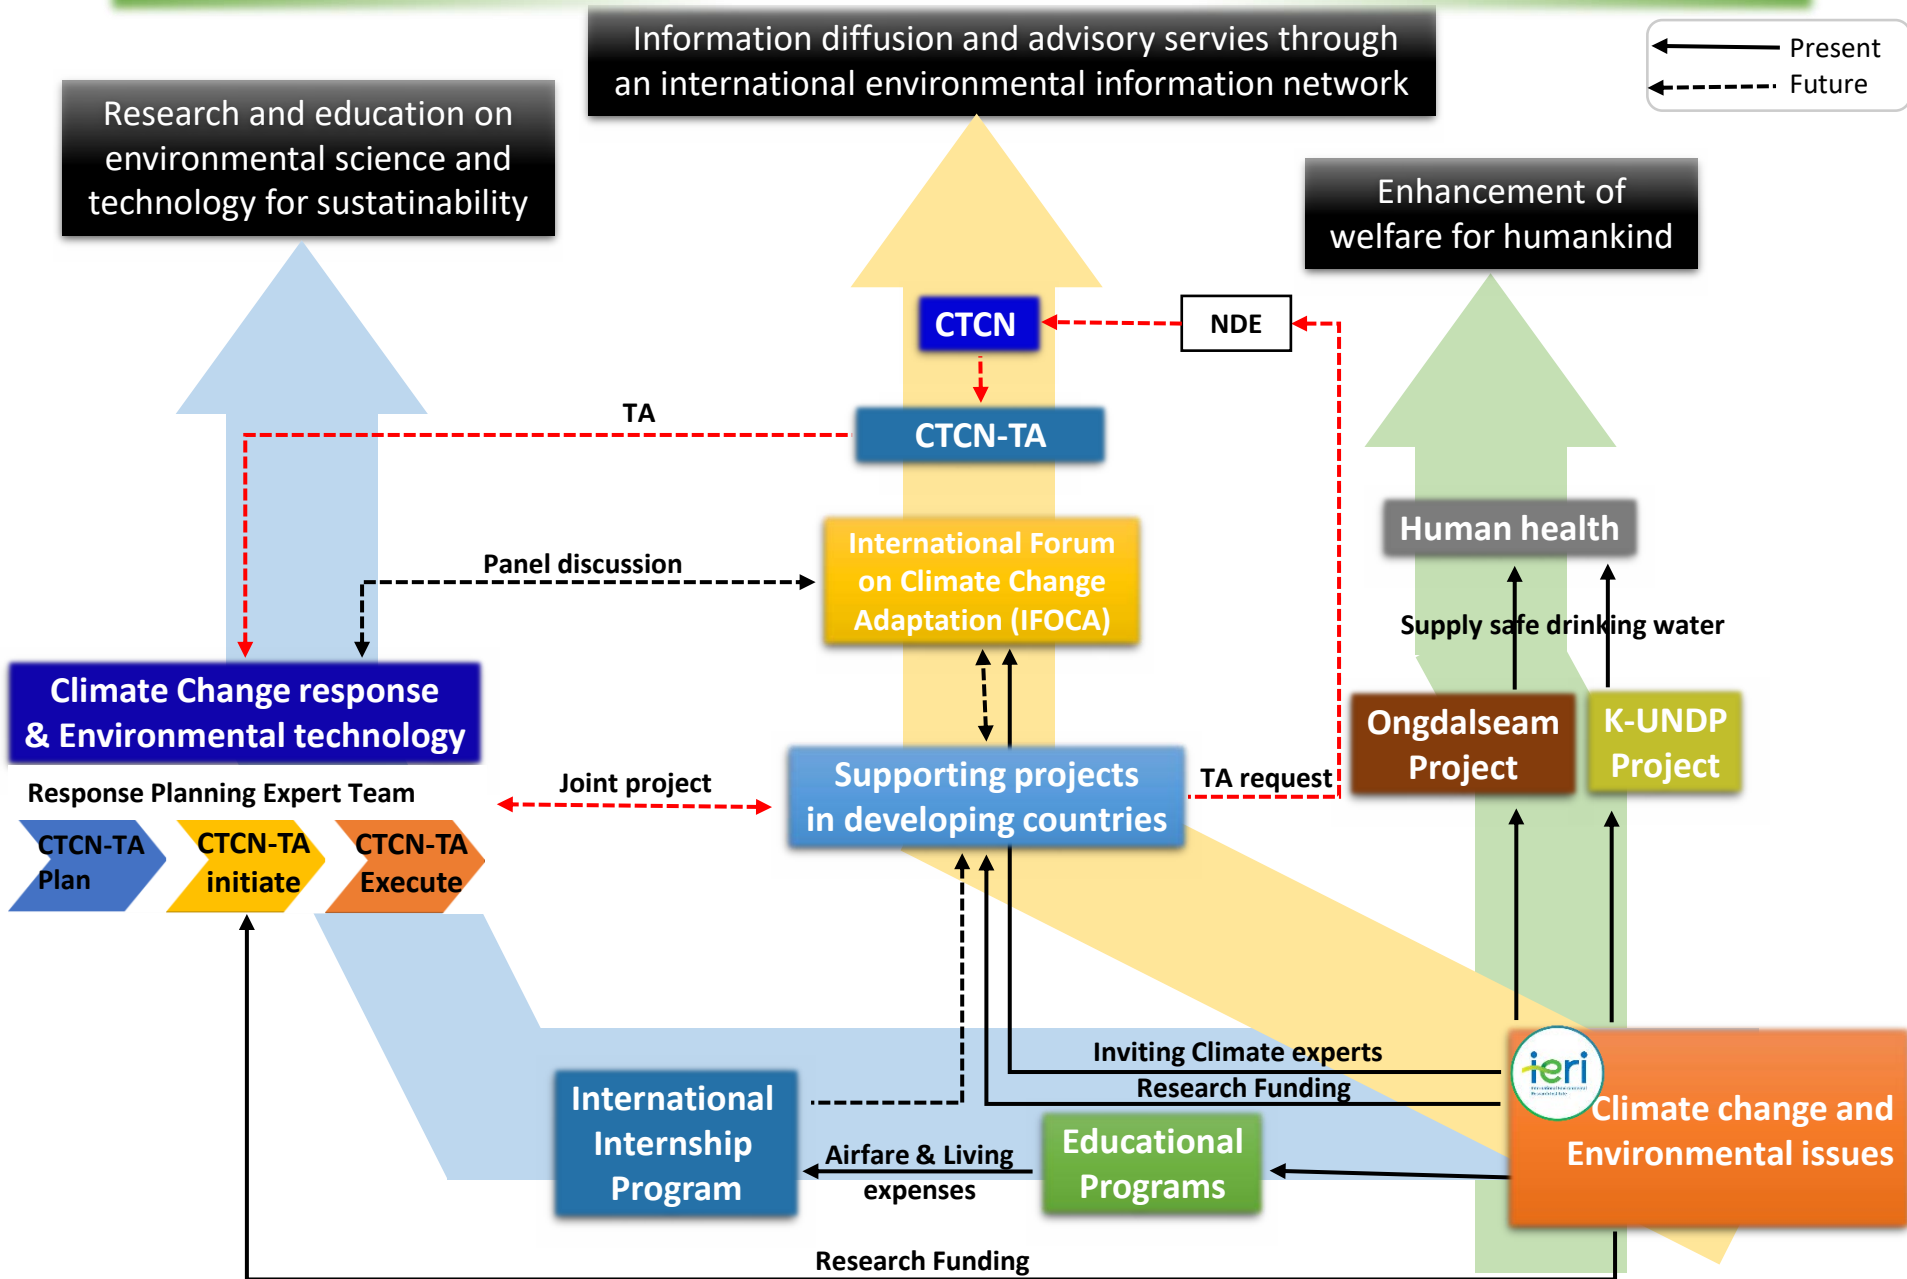 Information diffusion and advisory servies through
an international environmental information network
Present
Future
Research and education on
environmental science and
technology for sustatinability
Enhancement of
welfare for humankind
CTCN
NDE
TA
CTCN-TA
Human health
International Forum
on Climate Change
Adaptation (IFOCA)
Panel discussion
Supply safe drinking water
Climate Change response
& Environmental technology
Ongdalseam
Project
K-UNDP
Project
Supporting projects
in developing countries
TA request
Joint project
Response Planning Expert Team
CTCN-TA
Plan
CTCN-TA
initiate
CTCN-TA
Execute
Inviting Climate experts
Research Funding
ieri
Climate change and
Environmental issues
International
Internship
Program
Airfare & Living
expenses
Educational
Programs
Research Funding